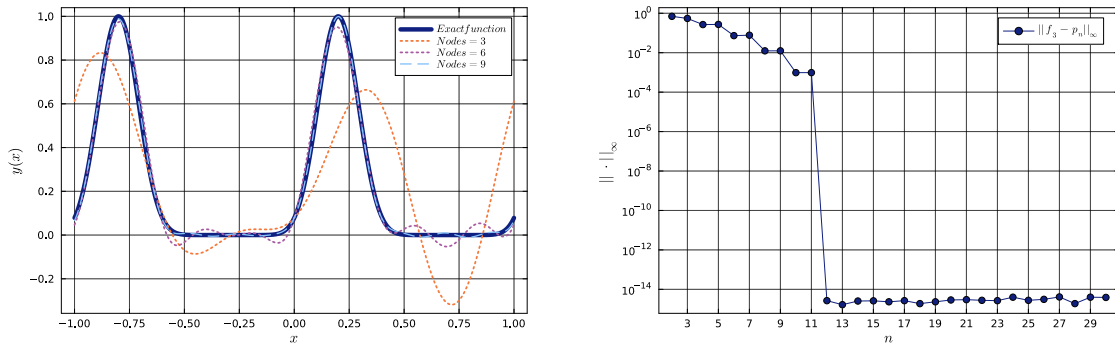 1.0
0.8
0.6
0.4
0.2
0.0
−0.2
y(x)
−1.00 −0.75 −0.50 −0.25 0.00 0.25 0.50 0.75 1.00
x
Exactfunction
Nodes = 3
Nodes = 6
Nodes = 9
10^0
10^−2
10^−4
10^−6
10^−8
10^−10
10^−12
10^−14
|| · ||∞
3 5 7 9 11 13 15 17 19 21 23 25 27 29
n
||f_3 − p_n||∞